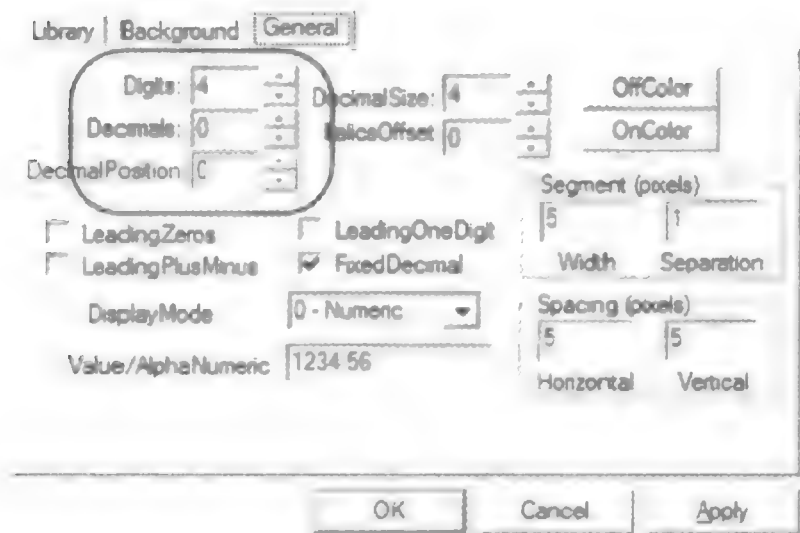 Library Background General
Digits: 4 DecimalSize: 4 OffColor
Decimals: 0 ItalicsOffset 0 OnColor
DecimalPosition 0
Segment (pixels)
LeadingZeros LeadingOneDigit 5 1
LeadingPlusMinus FixedDecimal Width Separation
DisplayMode 0 - Numeric Spacing (pixels)
Value/AlphaNumeric 1234.56 5 5
Horizontal Vertical
OK Cancel Apply